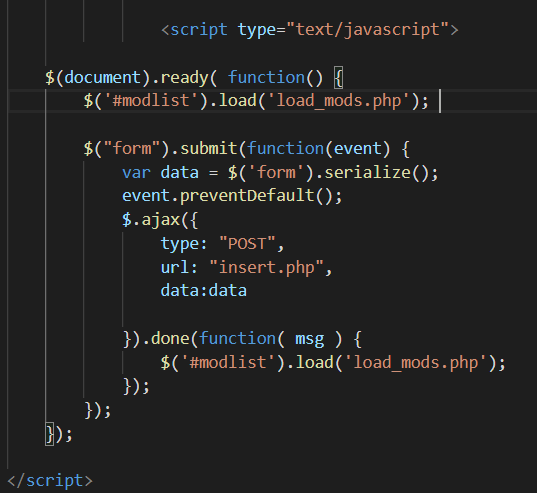 <script type="text/javascript">
$(document).ready( function() {
$('#modlist').load('load_mods.php');
$("form").submit(function(event) {
var data = $('form').serialize();
event.preventDefault();
$.ajax({
type: "POST",
url: "insert.php",
data:data
}).done(function( msg ) {
$('#modlist').load('load_mods.php');
});
});
});
</script>